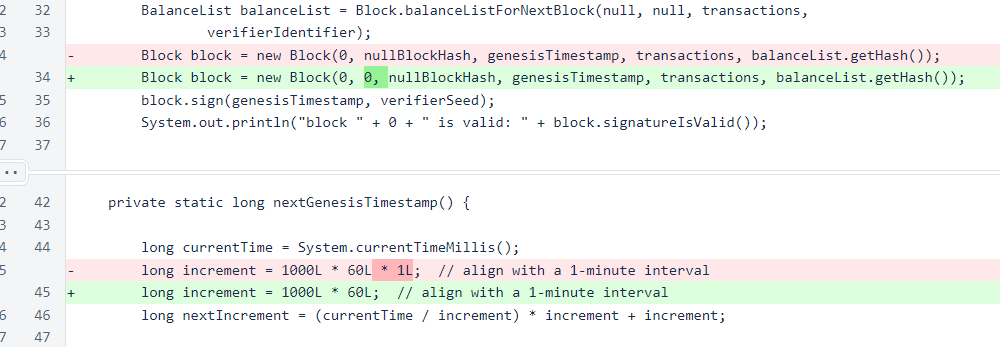 2 32 BalanceList balanceList = Block.balanceListForNextBlock(null, null, transactions,
3 33 verifierIdentifier);
4 - Block block = new Block(0, nullBlockHash, genesisTimestamp, transactions, balanceList.getHash());
34 + Block block = new Block(0, 0, nullBlockHash, genesisTimestamp, transactions, balanceList.getHash());
5 35 block.sign(genesisTimestamp, verifierSeed);
6 36 System.out.println("block " + 0 + " is valid: " + block.signatureIsValid());
7 37
..
2 42 private static long nextGenesisTimestamp() {
3 43
4 44 long currentTime = System.currentTimeMillis();
5 - long increment = 1000L * 60L * 1L; // align with a 1-minute interval
45 + long increment = 1000L * 60L; // align with a 1-minute interval
6 46 long nextIncrement = (currentTime / increment) * increment + increment;
7 47